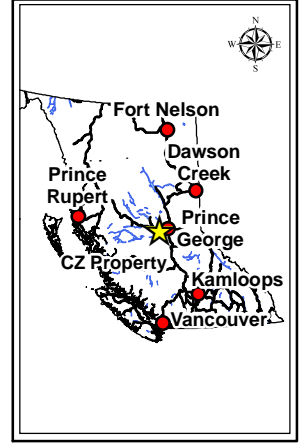 N
W E
S
Fort Nelson
Dawson
Creek
Prince
Rupert
Prince
George
CZ Property
Kamloops
Vancouver